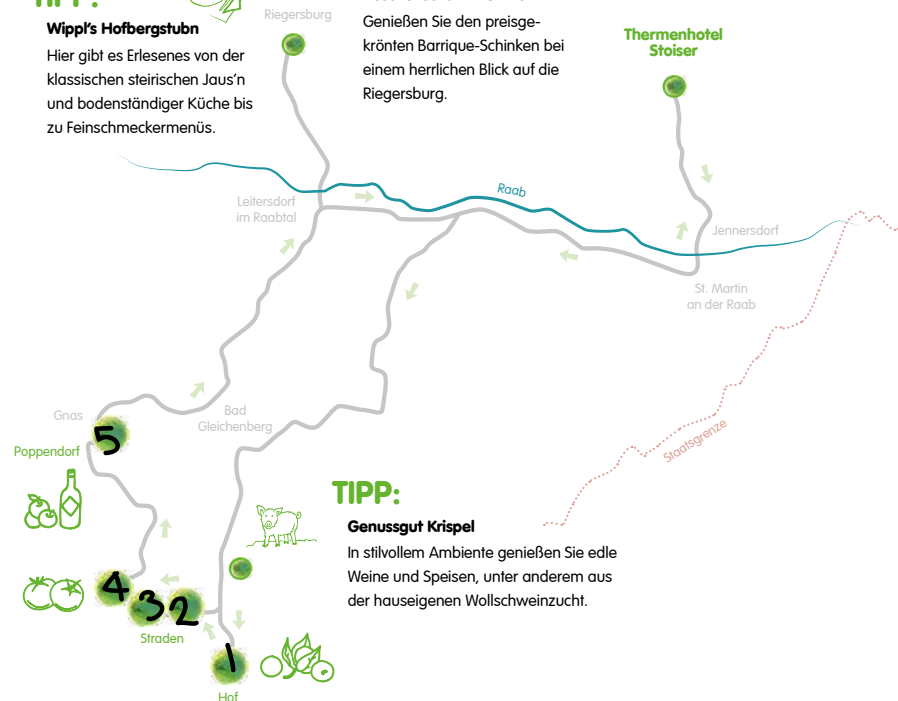 Wippl's Hofbergstubn
Hier gibt es Erlesenes von der
klassischen steirischen Jaus'n
und bodenständiger Küche bis
zu Feinschmeckermenüs.
Riegersburg
Genießen Sie den preisge-
krönten Barrique-Schinken bei
einem herrlichen Blick auf die
Riegersburg.
Thermenhotel
Stoiser
Raab
Leitersdorf
im Raabtal
Jennersdorf
St. Martin
an der Raab
Gnas
5
Bad
Gleichenberg
Poppendorf
Staatsgrenze
TIPP:
Genussgut Krispel
In stilvollem Ambiente genießen Sie edle
Weine und Speisen, unter anderem aus
der hauseigenen Wollschweinzucht.
4
3
2
Straden
1
Hof